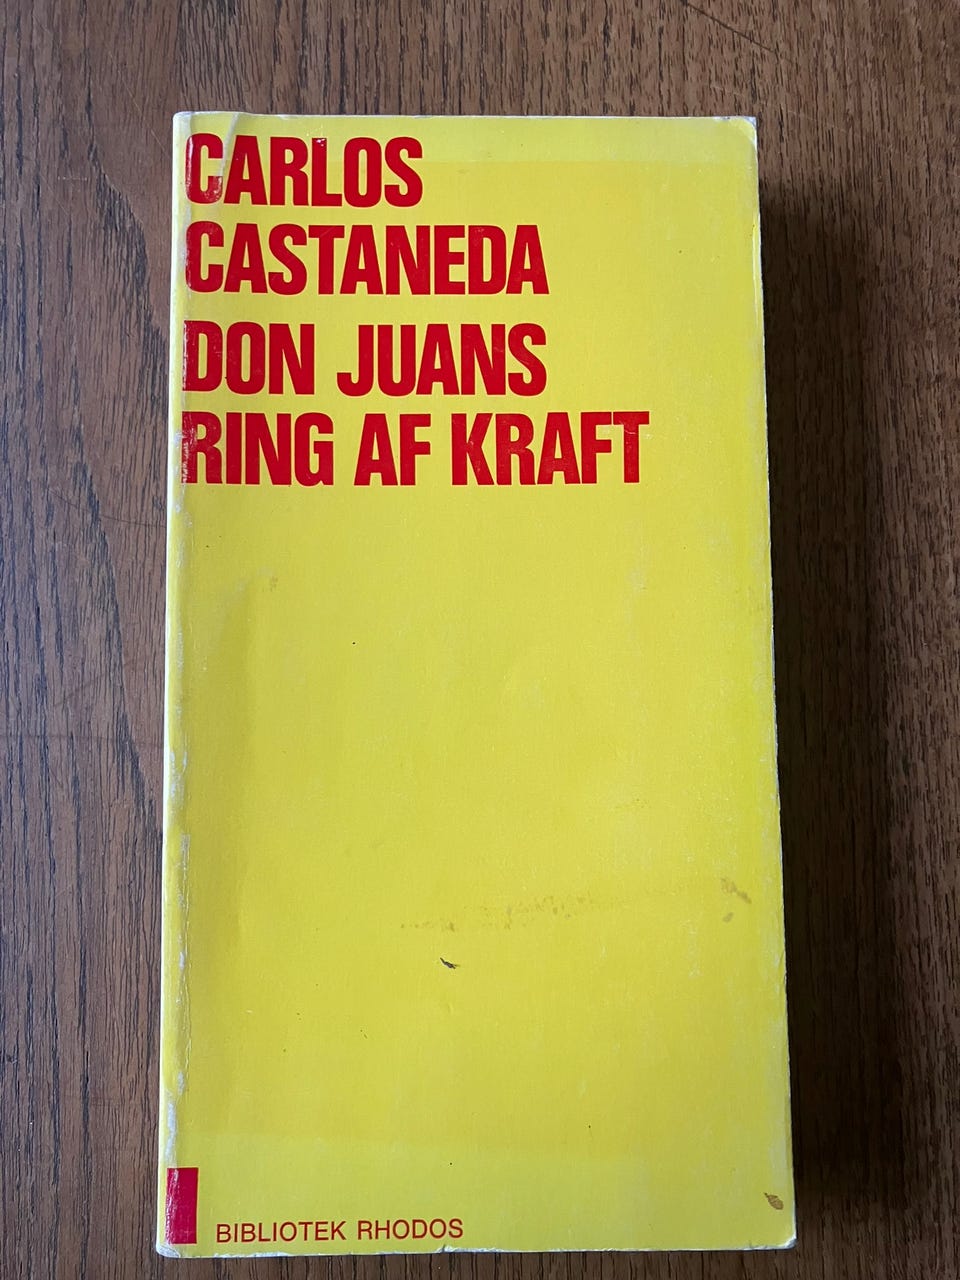 CARLOS
CASTANEDA
DON JUANS
RING AF KRAFT
BIBLIOTEK RHODOS